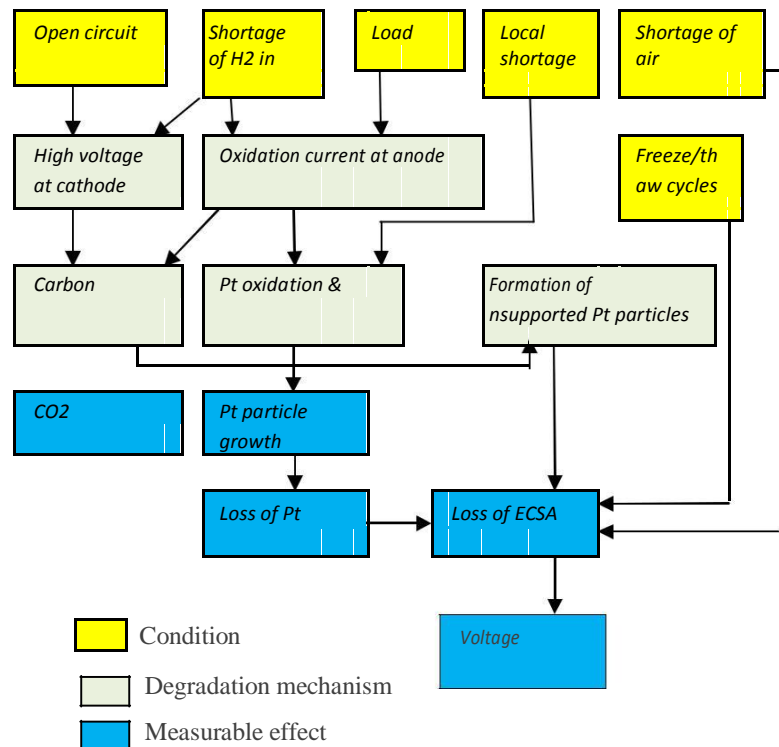 Open circuit
Shortage
of H2 in
Load
Local
shortage
Shortage of
air
High voltage
at cathode
Oxidation current at anode
Freeze/th
aw cycles
Carbon
Pt oxidation &
Formation of
nsupported Pt particles
CO2
Pt particle
growth
Loss of Pt
Loss of ECSA
Voltage
Condition
Degradation mechanism
Measurable effect